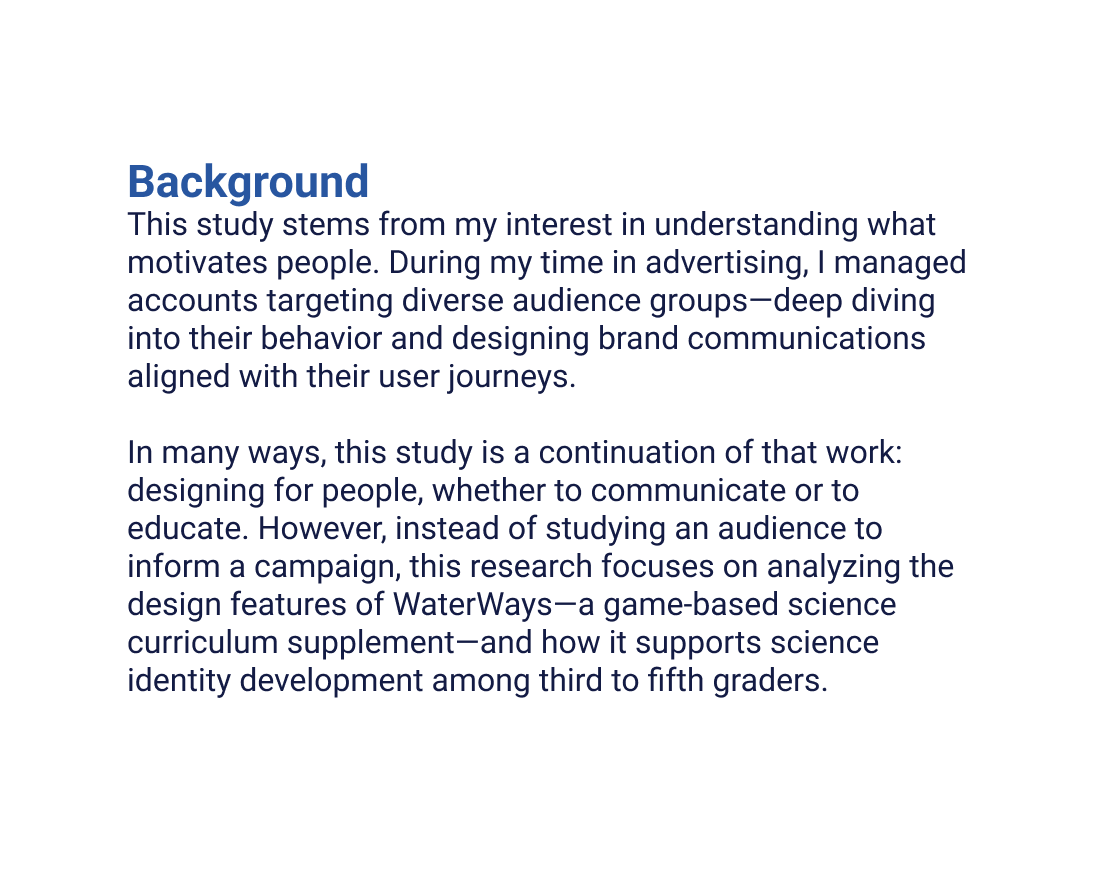 Background
This study stems from my interest in understanding what
motivates people. During my time in advertising, I managed
accounts targeting diverse audience groups—deep diving
into their behavior and designing brand communications
aligned with their user journeys.
In many ways, this study is a continuation of that work:
designing for people, whether to communicate or to
educate. However, instead of studying an audience to
inform a campaign, this research focuses on analyzing the
design features of WaterWays—a game-based science
curriculum supplement—and how it supports science
identity development among third to fifth graders.